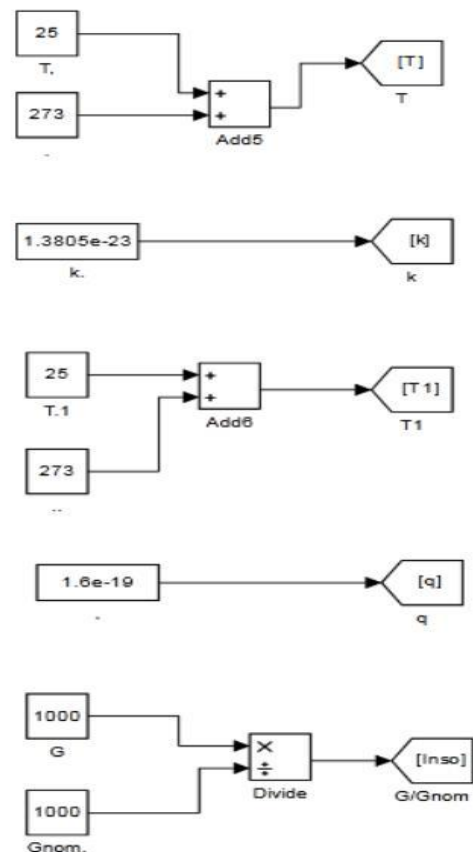 25
T,
[T]
T
+
+
Add5
273
.
1.3805e-23
k.
[k]
k
25
T.1
+
+
Add6
[T1]
T1
273
..
1.6e-19
.
[q]
q
1000
G
×
÷
Divide
[Inso]
G/Gnom
1000
Gnom.